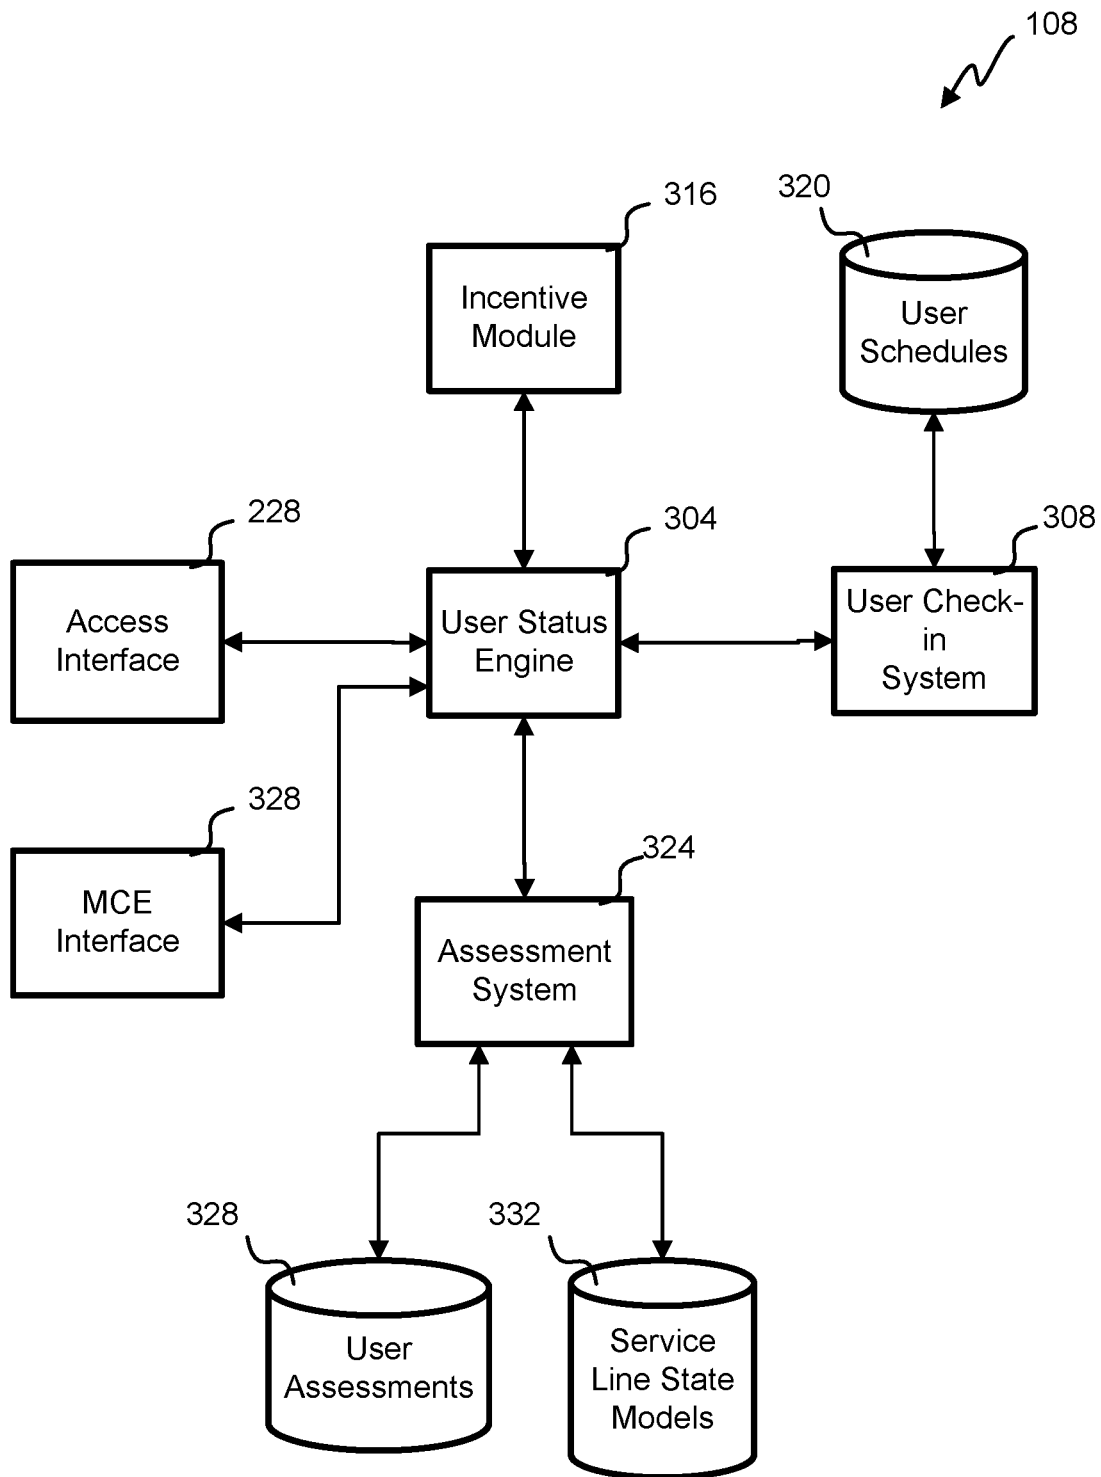 108
316
Incentive
Module
320
User
Schedules
228
Access
Interface
304
User Status
Engine
308
User Check-
in
System
328
MCE
Interface
324
Assessment
System
328
User
Assessments
332
Service
Line State
Models